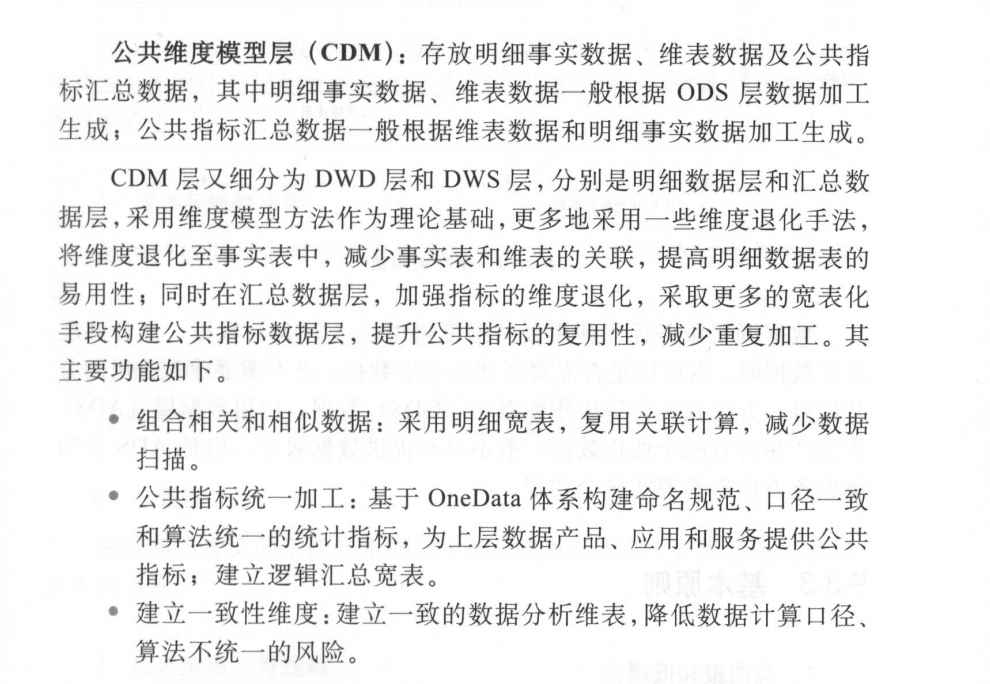 公共维度模型层（CDM）：存放明细事实数据、维表数据及公共指
标汇总数据，其中明细事实数据、维表数据一般根据 ODS 层数据加工
生成；公共指标汇总数据一般根据维表数据和明细事实数据加工生成。
CDM 层又细分为 DWD 层和 DWS 层，分别是明细数据层和汇总数
据层，采用维度模型方法作为理论基础，更多地采用一些维度退化手法，
将维度退化至事实表中，减少事实表和维表的关联，提高明细数据表的
易用性；同时在汇总数据层，加强指标的维度退化，采取更多的宽表化
手段构建公共指标数据层，提升公共指标的复用性，减少重复加工。其
主要功能如下。
• 组合相关和相似数据：采用明细宽表，复用关联计算，减少数据
扫描。
• 公共指标统一加工：基于 OneData 体系构建命名规范、口径一致
和算法统一的统计指标，为上层数据产品、应用和服务提供公共
指标；建立逻辑汇总宽表。
• 建立一致性维度：建立一致的数据分析维表，降低数据计算口径、
算法不统一的风险。
9.3.3 基本原则